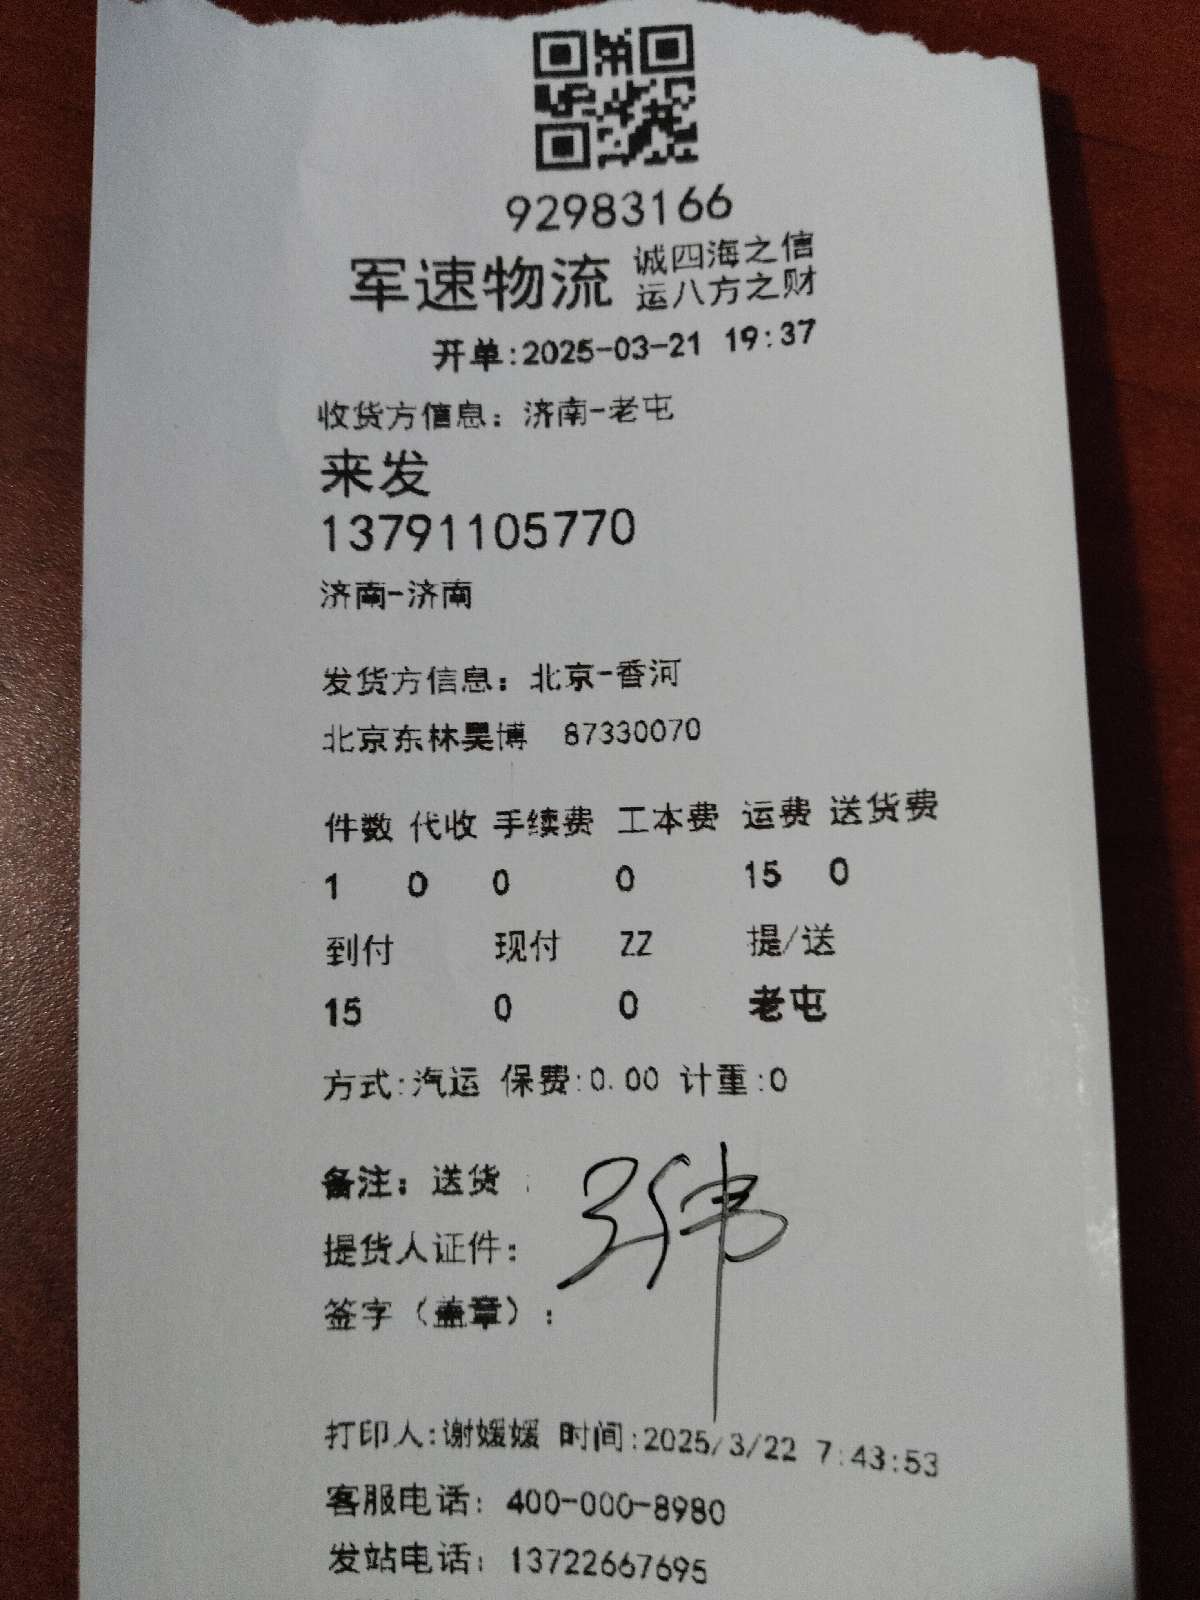 92983166
军速物流 诚四海之信
运八方之财
开单:2025-03-21 19:37
收货方信息：济南-老屯
来发
13791105770
济南-济南
发货方信息：北京-香河
北京东林昊博 87330070
件数 代收 手续费 工本费 运费 送货费
1 0 0 0 15 0
到付 现付 ZZ 提/送
15 0 0 老屯
方式:汽运 保费:0.00 计重:0
备注：送货：
提货人证件：
签字（盖章）：
打印人:谢媛媛 时间:2025/3/22 7:43:53
客服电话：400-000-8980
发站电话：13722667695